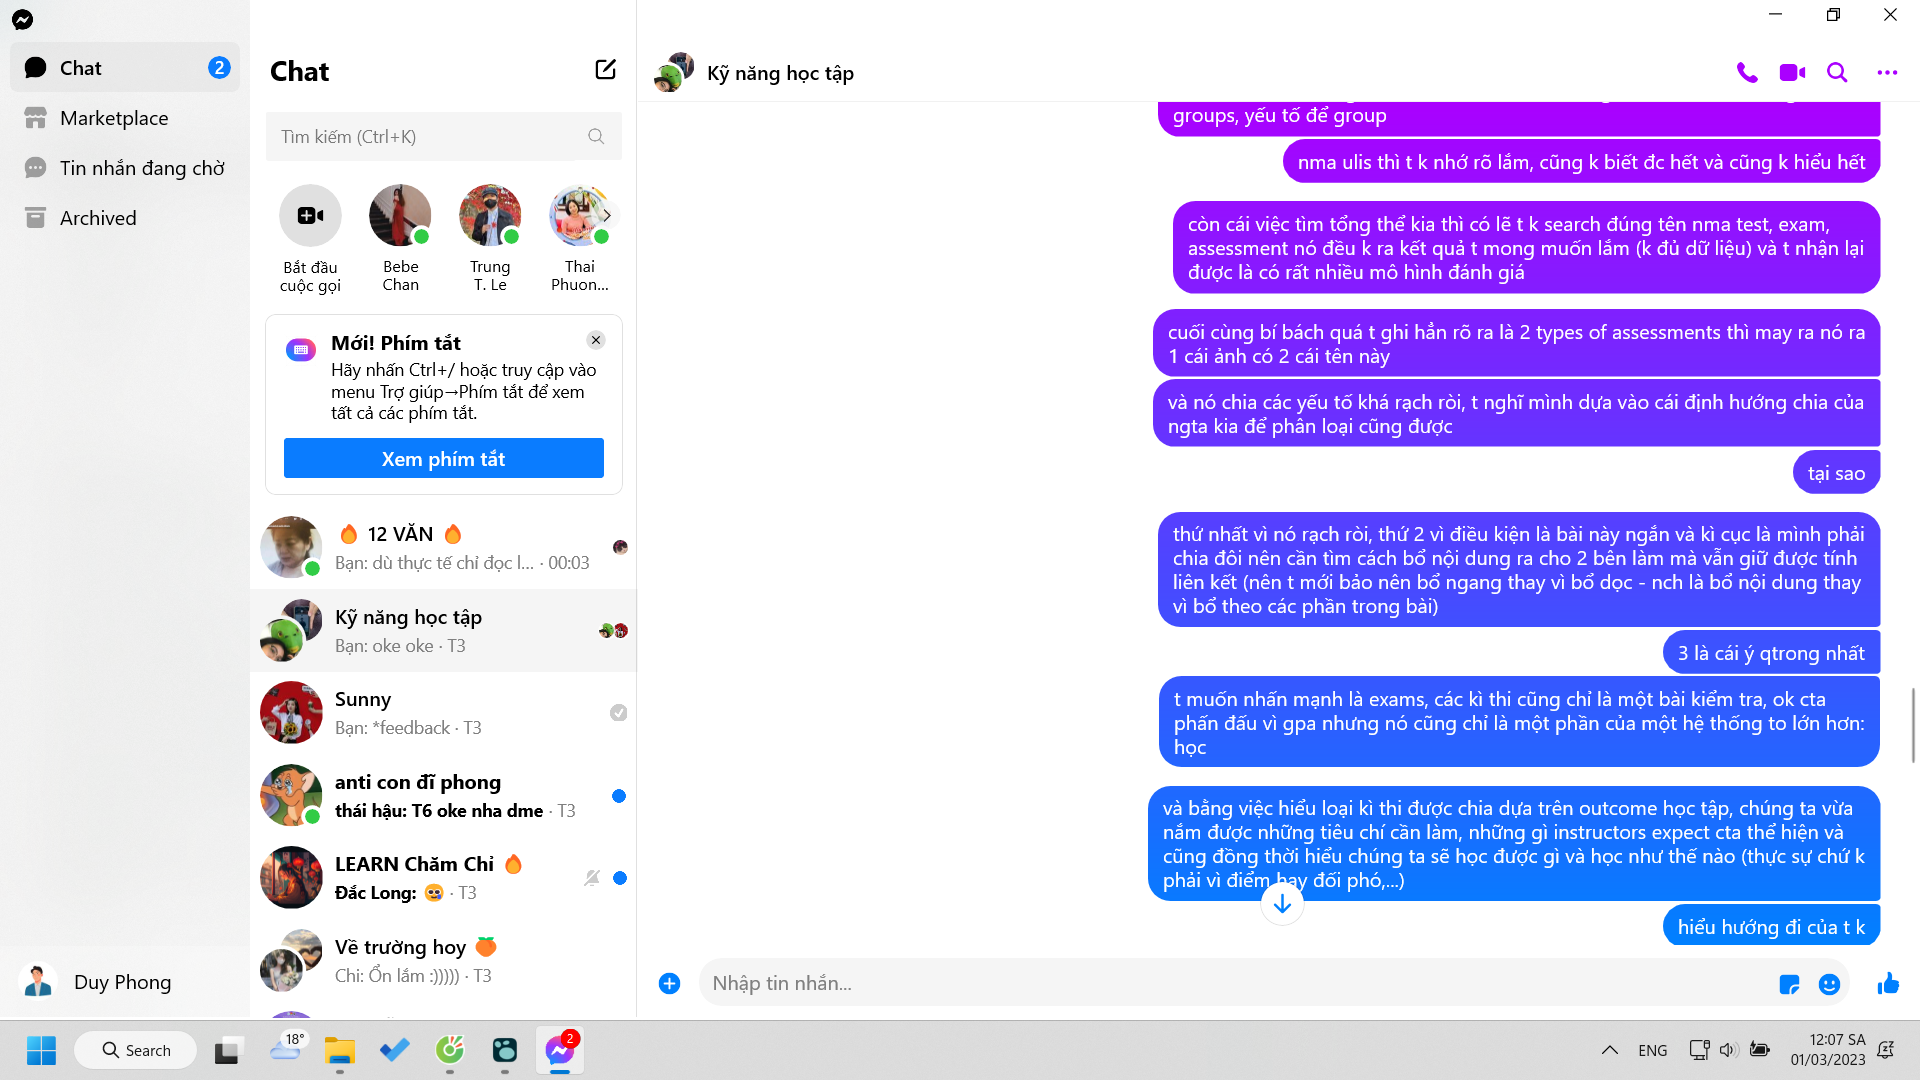 Chat
2
Marketplace
Tin nhắn đang chờ
Archived
Duy Phong
Chat
Tìm kiếm (Ctrl+K)
Bắt đầu
cuộc gọi
Bebe
Chan
Trung
T. Le
Thai
Phuon...
Mới! Phím tắt
Hãy nhấn Ctrl+/ hoặc truy cập vào
menu Trợ giúp→Phím tắt để xem
tất cả các phím tắt.
Xem phím tắt
🔥 12 VĂN 🔥
Bạn: dù thực tế chỉ đọc l... · 00:03
Kỹ năng học tập
Bạn: oke oke · T3
Sunny
Bạn: *feedback · T3
anti con đĩ phong
thái hậu: T6 oke nha dme · T3
LEARN Chăm Chỉ 🔥
Đắc Long: 🤧 · T3
Về trường hoy 🍑
Chi: Ổn lắm :))))) · T3
Kỹ năng học tập
groups, yếu tố để group
nma ulis thì t k nhớ rõ lắm, cũng k biết đc hết và cũng k hiểu hết
còn cái việc tìm tổng thể kia thì có lẽ t k search đúng tên nma test, exam,
assessment nó đều k ra kết quả t mong muốn lắm (k đủ dữ liệu) và t nhận lại
được là có rất nhiều mô hình đánh giá
cuối cùng bí bách quá t ghi hẳn rõ ra là 2 types of assessments thì may ra nó ra
1 cái ảnh có 2 cái tên này
và nó chia các yếu tố khá rạch ròi, t nghĩ mình dựa vào cái định hướng chia của
ngta kia để phân loại cũng được
tại sao
thứ nhất vì nó rạch ròi, thứ 2 vì điều kiện là bài này ngắn và kì cục là mình phải
chia đôi nên cần tìm cách bổ nội dung ra cho 2 bên làm mà vẫn giữ được tính
liên kết (nên t mới bảo nên bổ ngang thay vì bổ dọc - nch là bổ nội dung thay
vì bổ theo các phần trong bài)
3 là cái ý qtrong nhất
t muốn nhấn mạnh là exams, các kì thi cũng chỉ là một bài kiểm tra, ok cta
phấn đấu vì gpa nhưng nó cũng chỉ là một phần của một hệ thống to lớn hơn:
học
và bằng việc hiểu loại kì thi được chia dựa trên outcome học tập, chúng ta vừa
nắm được những tiêu chí cần làm, những gì instructors expect cta thể hiện và
cũng đồng thời hiểu chúng ta sẽ học được gì và học như thế nào (thực sự chứ k
phải vì điểm hay đối phó,...)
hiểu hướng đi của t k
Nhập tin nhắn...
Search
18°
2
ENG
12:07 SA
01/03/2023